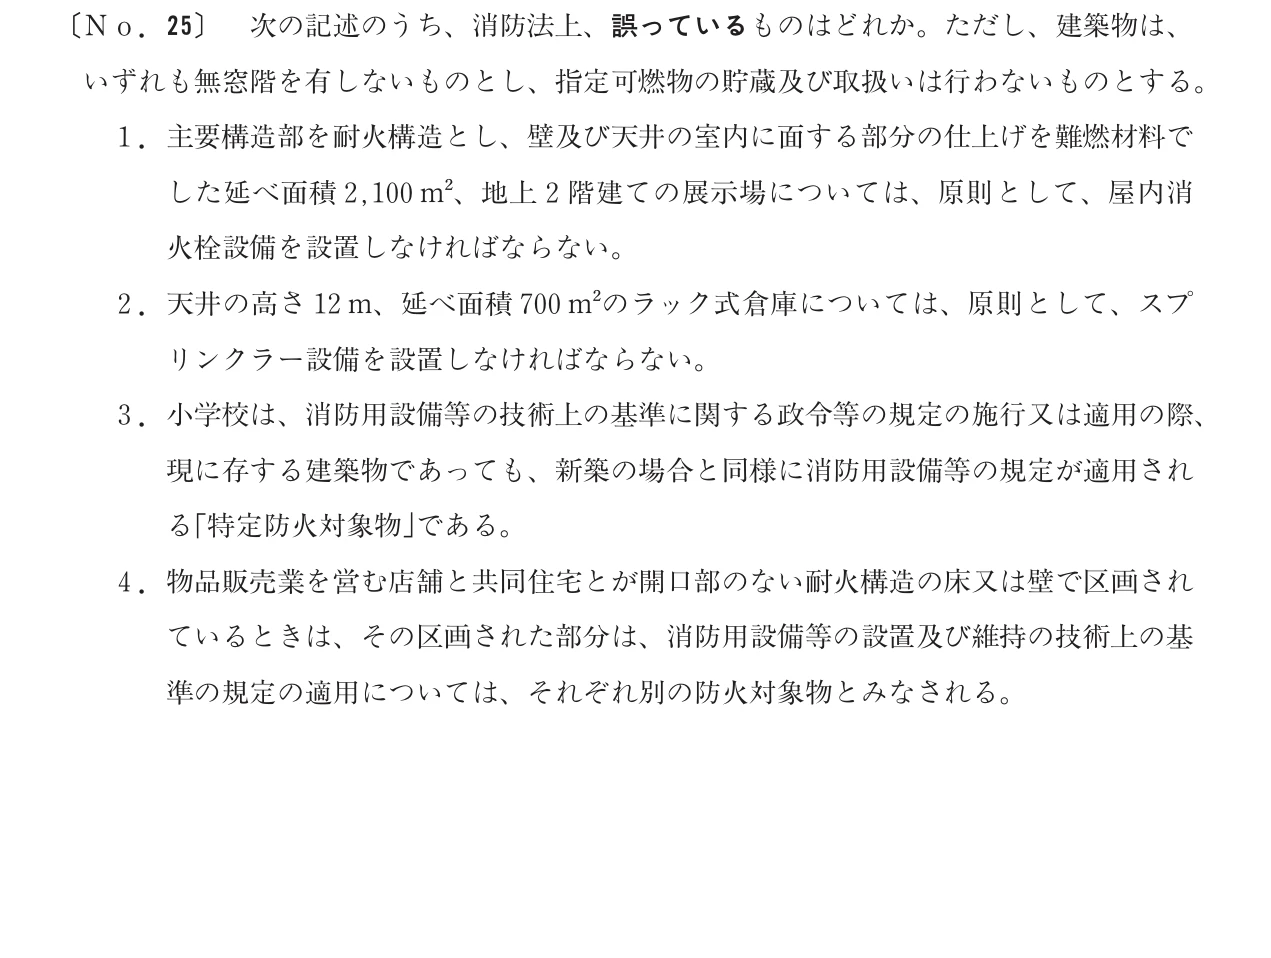 〔Ｎｏ．25〕　次の記述のうち、消防法上、誤っているものはどれか。ただし、建築物は、
いずれも無窓階を有しないものとし、指定可燃物の貯蔵及び取扱いは行わないものとする。
１．主要構造部を耐火構造とし、壁及び天井の室内に面する部分の仕上げを難燃材料で
した延べ面積 2,100 m²、地上 2 階建ての展示場については、原則として、屋内消
火栓設備を設置しなければならない。
２．天井の高さ 12 m、延べ面積 700 m²のラック式倉庫については、原則として、スプ
リンクラー設備を設置しなければならない。
３．小学校は、消防用設備等の技術上の基準に関する政令等の規定の施行又は適用の際、
現に存する建築物であっても、新築の場合と同様に消防用設備等の規定が適用され
る「特定防火対象物」である。
４．物品販売業を営む店舗と共同住宅とが開口部のない耐火構造の床又は壁で区画され
ているときは、その区画された部分は、消防用設備等の設置及び維持の技術上の基
準の規定の適用については、それぞれ別の防火対象物とみなされる。